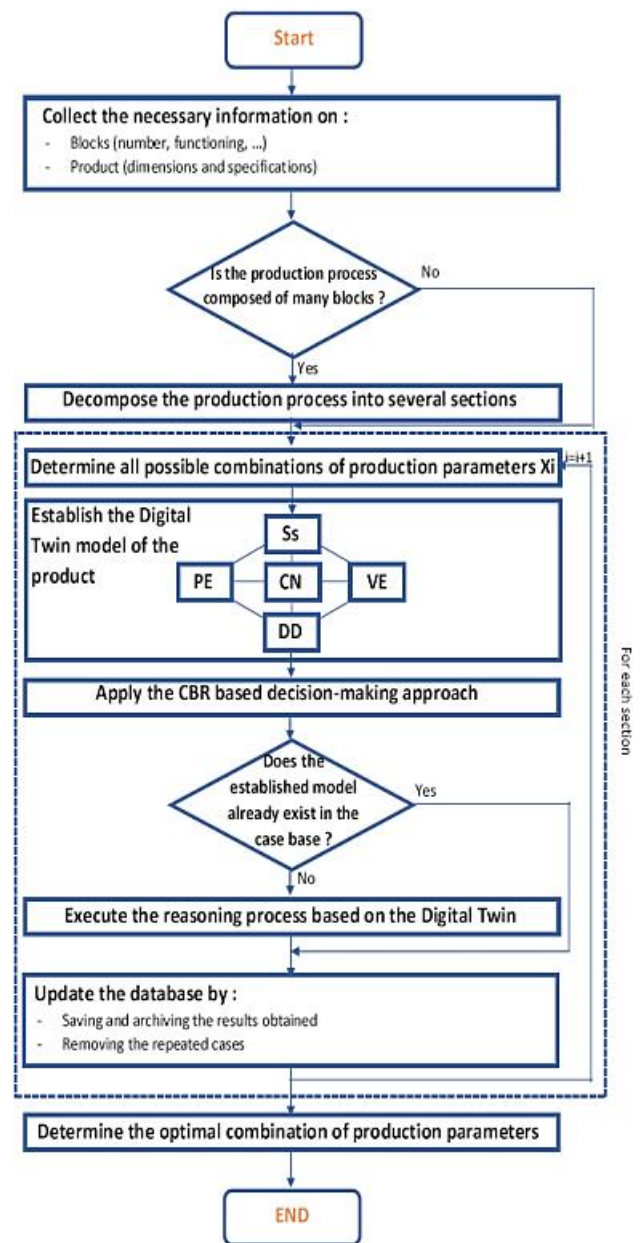 Start
Collect the necessary information on :
- Blocks (number, functioning, ...)
- Product (dimensions and specifications)
Is the production process
composed of many blocks ?
No
Yes
Decompose the production process into several sections
Determine all possible combinations of production parameters Xi
i=i+1
Establish the Digital
Twin model of the
product
Ss
PE
CN
VE
DD
For each section
Apply the CBR based decision-making approach
Does the
established model
already exist in the
case base ?
Yes
No
Execute the reasoning process based on the Digital Twin
Update the database by :
- Saving and archiving the results obtained
- Removing the repeated cases
Determine the optimal combination of production parameters
END